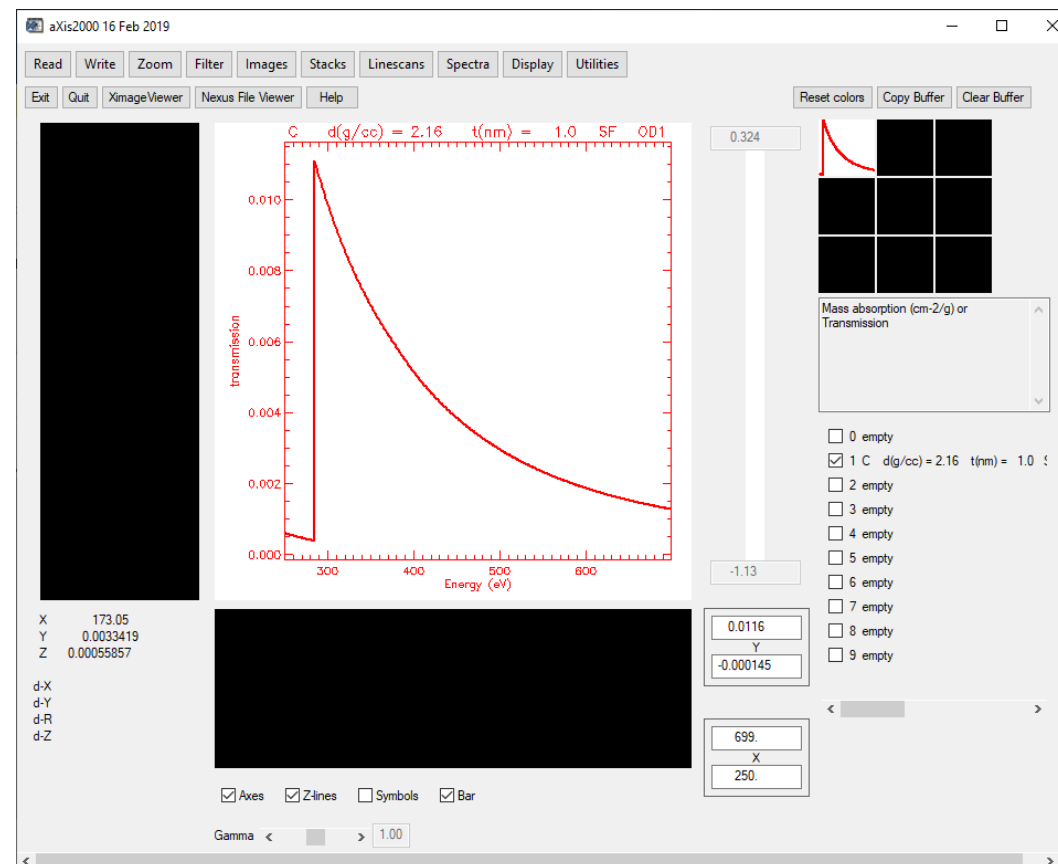 aXis2000 16 Feb 2019
Read Write Zoom Filter Images Stacks Linescans Spectra Display Utilities
Exit Quit XimageViewer Nexus File Viewer Help Reset colors Copy Buffer Clear Buffer
C d(g/cc) = 2.16 t(nm) = 1.0 SF OD1
0.010
0.008
0.006
0.004
0.002
0.000
transmission
300 400 500 600
Energy (eV)
0.324
-1.13
Mass absorption (cm-2/g) or
Transmission
0 empty
1 C d(g/cc) = 2.16 t(nm) = 1.0
2 empty
3 empty
4 empty
5 empty
6 empty
7 empty
8 empty
9 empty
X 173.05
Y 0.0033419
Z 0.00055857
d-X
d-Y
d-R
d-Z
0.0116
Y
-0.000145
699.
X
250.
Axes Z-lines Symbols Bar
Gamma 1.00